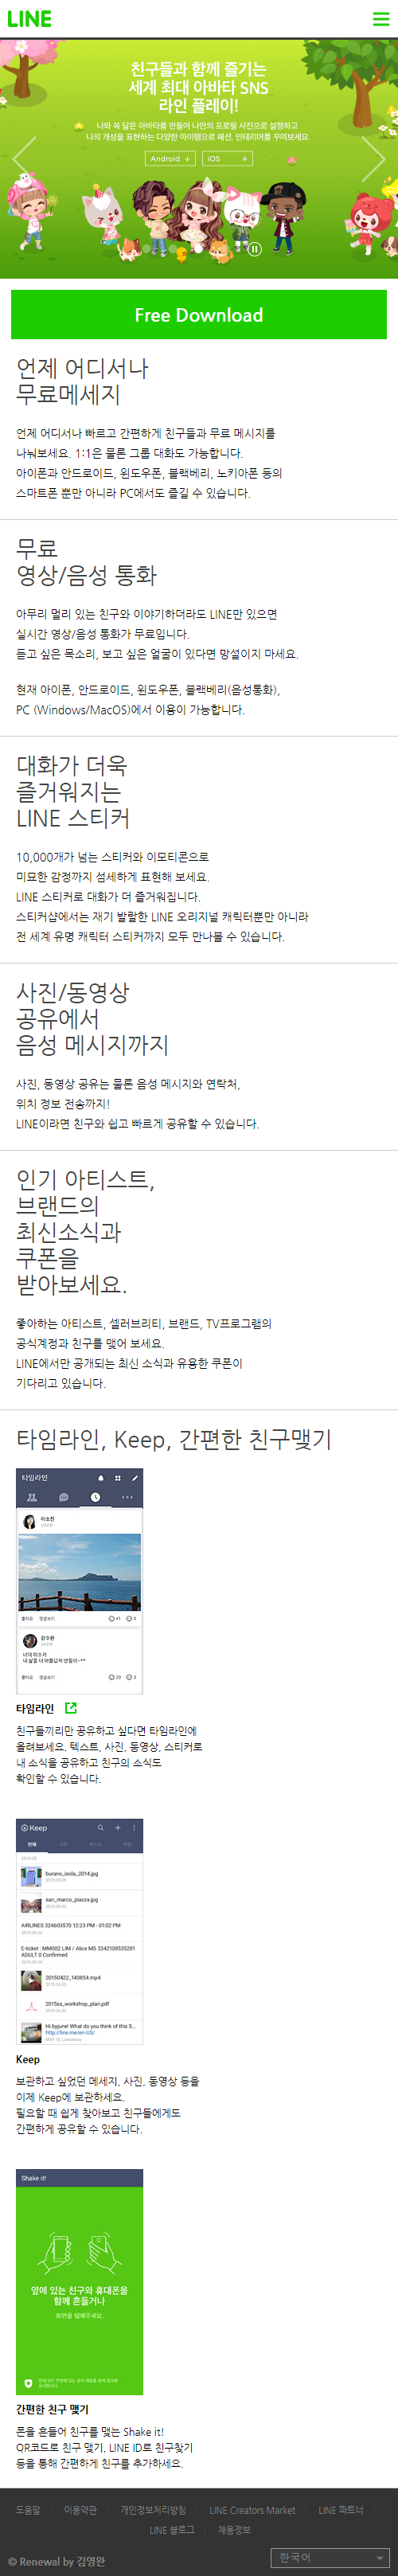 LINE
친구들과 함께 즐기는
세계 최대 아바타 SNS
라인 플레이!
나와 꼭 닮은 아바타를 만들어 나만의 프로필 사진으로 설정하고
나의 개성을 표현하는 다양한 아이템으로 패션, 인테리어를 꾸며보세요.
Android iOS
Free Download
언제 어디서나
무료메세지
언제 어디서나 빠르고 간편하게 친구들과 무료 메시지를
나눠보세요. 1:1은 물론 그룹 대화도 가능합니다.
아이폰과 안드로이드, 윈도우폰, 블랙베리, 노키아폰 등의
스마트폰 뿐만 아니라 PC에서도 즐길 수 있습니다.
무료
영상/음성 통화
아무리 멀리 있는 친구와 이야기하더라도 LINE만 있으면
실시간 영상/음성 통화가 무료입니다.
듣고 싶은 목소리, 보고 싶은 얼굴이 있다면 망설이지 마세요.
현재 아이폰, 안드로이드, 윈도우폰, 블랙베리(음성통화),
PC (Windows/MacOS)에서 이용이 가능합니다.
대화가 더욱
즐거워지는
LINE 스티커
10,000개가 넘는 스티커와 이모티콘으로
미묘한 감정까지 섬세하게 표현해 보세요.
LINE 스티커로 대화가 더 즐거워집니다.
스티커샵에서는 재기 발랄한 LINE 오리지널 캐릭터뿐만 아니라
전 세계 유명 캐릭터 스티커까지 모두 만나볼 수 있습니다.
사진/동영상
공유에서
음성 메시지까지
사진, 동영상 공유는 물론 음성 메시지와 연락처,
위치 정보 전송까지!
LINE이라면 친구와 쉽고 빠르게 공유할 수 있습니다.
인기 아티스트,
브랜드의
최신소식과
쿠폰을
받아보세요.
좋아하는 아티스트, 셀러브리티, 브랜드, TV프로그램의
공식계정과 친구를 맺어 보세요.
LINE에서만 공개되는 최신 소식과 유용한 쿠폰이
기다리고 있습니다.
타임라인, Keep, 간편한 친구맺기
타임라인
이소진
좋아요 댓글쓰기 41 5
김수완
너의 미소가
내 삶을 더 아름답게 만들어~^^
좋아요 댓글쓰기 20 3
타임라인
친구들끼리만 공유하고 싶다면 타임라인에
올려보세요. 텍스트, 사진, 동영상, 스티커로
내 소식을 공유하고 친구의 소식도
확인할 수 있습니다.
Keep
전체 사진 텍스트 파일
burano_isola_2014.jpg
san_marco_piazza.jpg
AIRLINES 324603570 12:23 PM - 01:02 PM
E-ticket : MM002 LIM / Alice MS 3342108535281
ADULT 0 Confirmed
20150422_140854.mp4
2015ss_workshop_plan.pdf
Hi byjune! What do you think of this S...
http://line.me/en-US/
Keep
보관하고 싶었던 메세지, 사진, 동영상 등을
이제 Keep에 보관하세요.
필요할 때 쉽게 찾아보고 친구들에게도
간편하게 공유할 수 있습니다.
Shake it!
옆에 있는 친구와 휴대폰을
함께 흔들거나
화면을 탭해주세요.
간편한 친구 맺기
폰을 흔들어 친구를 맺는 Shake it!
QR코드로 친구 맺기, LINE ID로 친구찾기
등을 통해 간편하게 친구를 추가하세요.
도움말 이용약관 개인정보처리방침 LINE Creators Market LINE 파트너
LINE 블로그 채용정보
© Renewal by 김영완
한국어